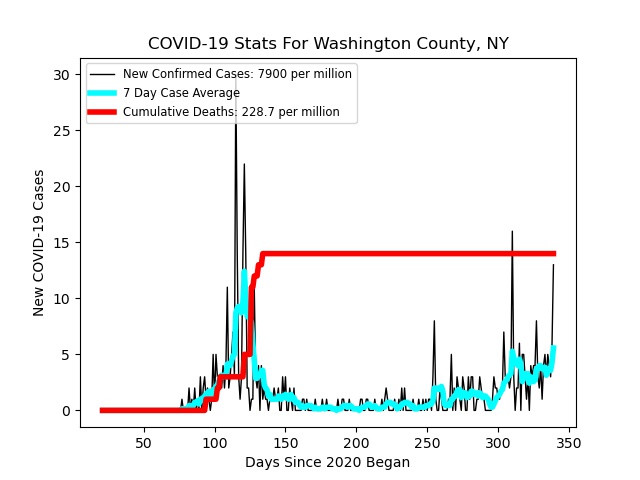 COVID-19 Stats For Washington County, NY
New Confirmed Cases: 7900 per million
7 Day Case Average
Cumulative Deaths: 228.7 per million
New COVID-19 Cases
30
25
20
15
10
5
0
50 100 150 200 250 300 350
Days Since 2020 Began